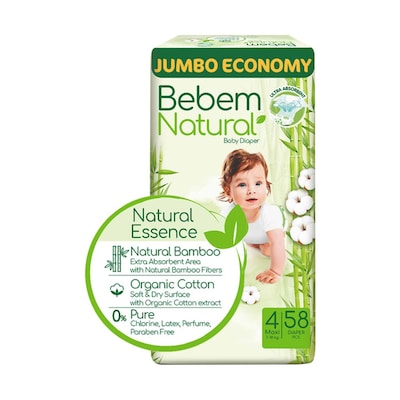 JUMBO ECONOMY
Bebem
Natural
Baby Diaper
ULTRA ABSORBENT
Natural
Essence
Natural Bamboo
Extra Absorbent Area
with Natural Bamboo Fibers
Organic Cotton
Soft & Dry Surface
with Organic Cotton extract
0% Pure
Chlorine, Latex, Perfume,
Paraben Free
4 58
Maxi